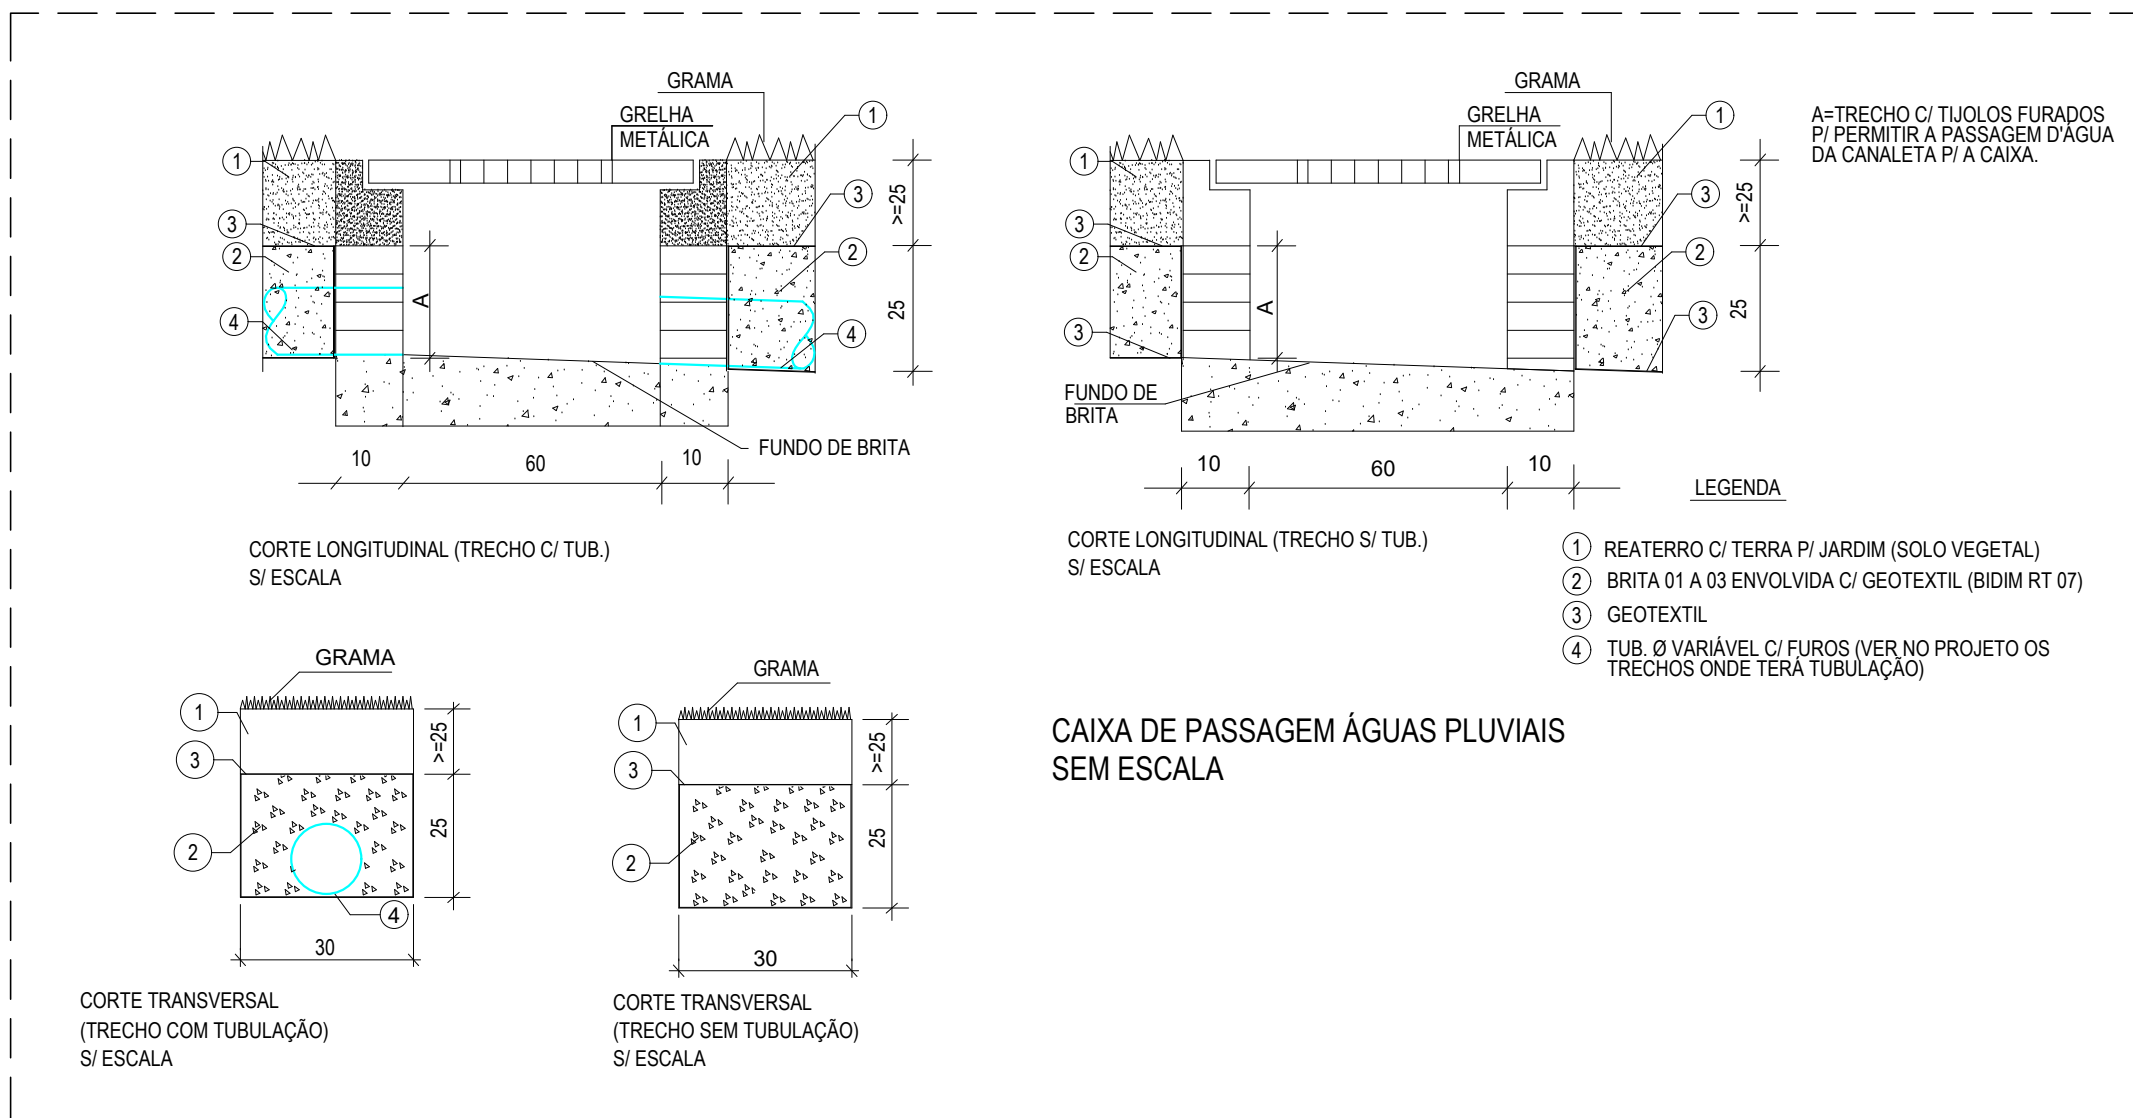 GRAMA
GRELHA
METÁLICA
1
1
3
3
2
2
4
4
A
>=25
25
FUNDO DE BRITA
10
60
10
CORTE LONGITUDINAL (TRECHO C/ TUB.)
S/ ESCALA
GRAMA
GRELHA
METÁLICA
1
1
3
3
2
2
3
3
A
>=25
25
FUNDO DE
BRITA
10
60
10
CORTE LONGITUDINAL (TRECHO S/ TUB.)
S/ ESCALA
A=TRECHO C/ TIJOLOS FURADOS
P/ PERMITIR A PASSAGEM D'ÁGUA
DA CANALETA P/ A CAIXA.
LEGENDA
1 REATERRO C/ TERRA P/ JARDIM (SOLO VEGETAL)
2 BRITA 01 A 03 ENVOLVIDA C/ GEOTEXTIL (BIDIM RT 07)
3 GEOTEXTIL
4 TUB. Ø VARIÁVEL C/ FUROS (VER NO PROJETO OS
TRECHOS ONDE TERÁ TUBULAÇÃO)
GRAMA
1
3
2
4
>=25
25
30
CORTE TRANSVERSAL
(TRECHO COM TUBULAÇÃO)
S/ ESCALA
GRAMA
1
3
2
>=25
25
30
CORTE TRANSVERSAL
(TRECHO SEM TUBULAÇÃO)
S/ ESCALA
CAIXA DE PASSAGEM ÁGUAS PLUVIAIS
SEM ESCALA